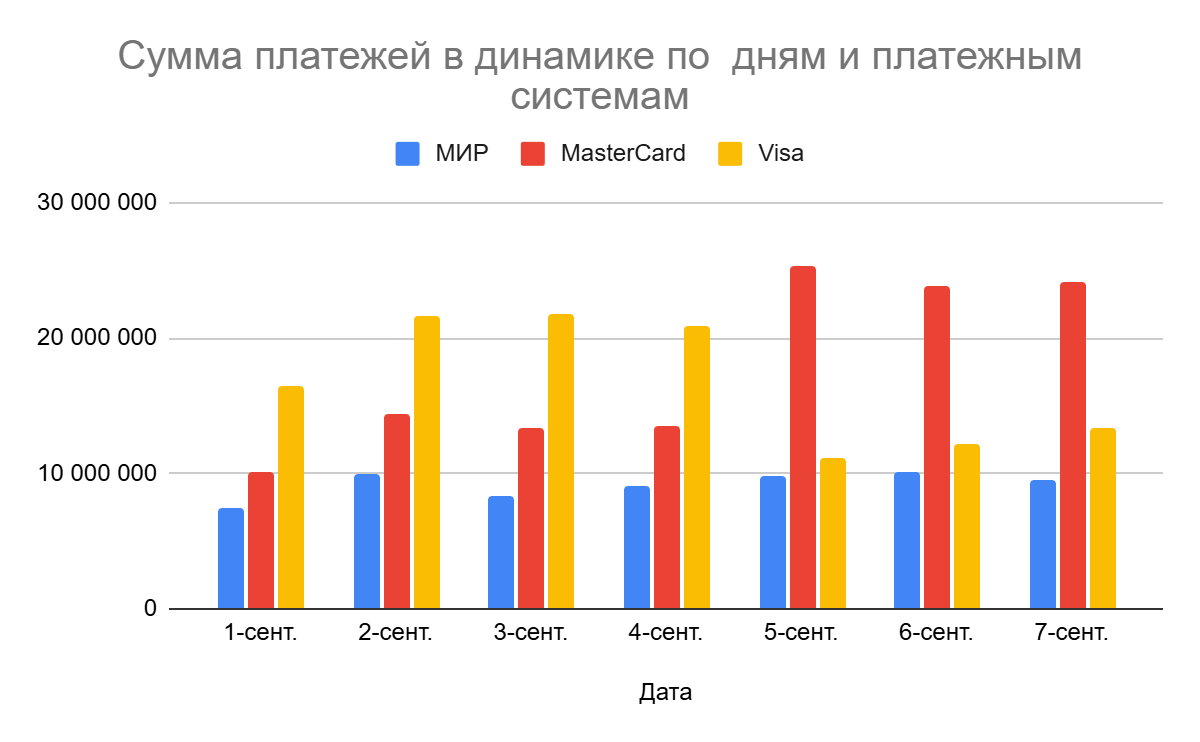 Сумма платежей в динамике по  дням и платежным
системам
МИР MasterCard Visa
30 000 000
20 000 000
10 000 000
0
1-сент. 2-сент. 3-сент. 4-сент. 5-сент. 6-сент. 7-сент.
Дата